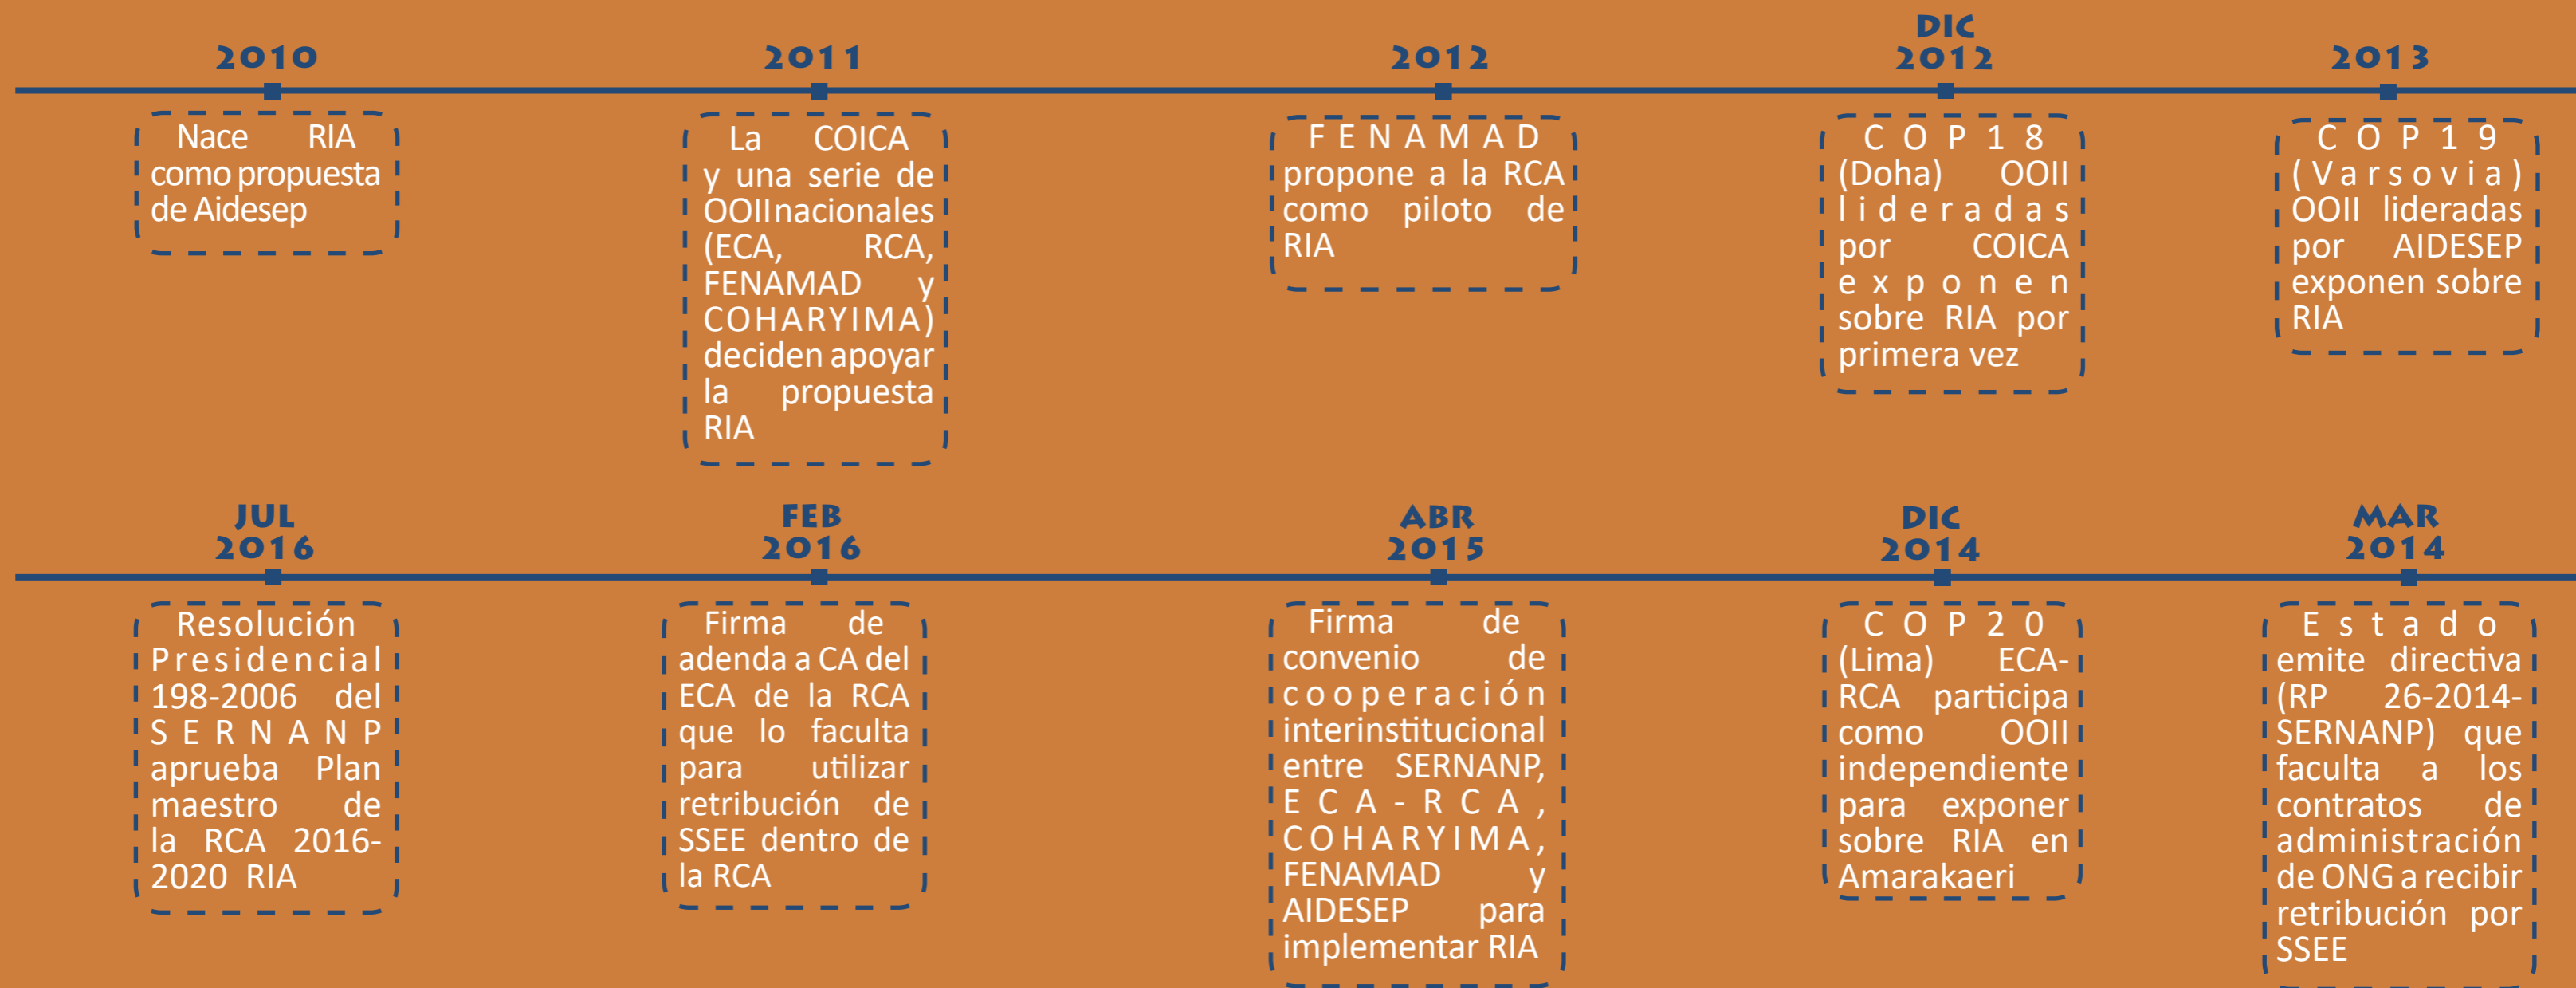 2010
Nace RIA
como propuesta
de Aidesep
2011
La COICA
y una serie de
OOII nacionales
(ECA, RCA,
FENAMAD y
COHARYIMA)
deciden apoyar
la propuesta
RIA
2012
FENAMAD
propone a la RCA
como piloto de
RIA
DIC
2012
COP18
(Doha) OOII
lideradas
por COICA
exponen
sobre RIA por
primera vez
2013
COP19
(Varsovia)
OOII lideradas
por AIDESEP
exponen sobre
RIA
JUL
2016
Resolución
Presidencial
198-2006 del
SERNANP
aprueba Plan
maestro de
la RCA 2016-
2020 RIA
FEB
2016
Firma de
adenda a CA del
ECA de la RCA
que lo faculta
para utilizar
retribución de
SSEE dentro de
la RCA
ABR
2015
Firma de
convenio de
cooperación
interinstitucional
entre SERNANP,
ECA-RCA,
COHARYIMA,
FENAMAD y
AIDESEP para
implementar RIA
DIC
2014
COP20
(Lima) ECA-
RCA participa
como OOII
independiente
para exponer
sobre RIA en
Amarakaeri
MAR
2014
Estado
emite directiva
(RP 26-2014-
SERNANP) que
faculta a los
contratos de
administración
de ONG a recibir
retribución por
SSEE